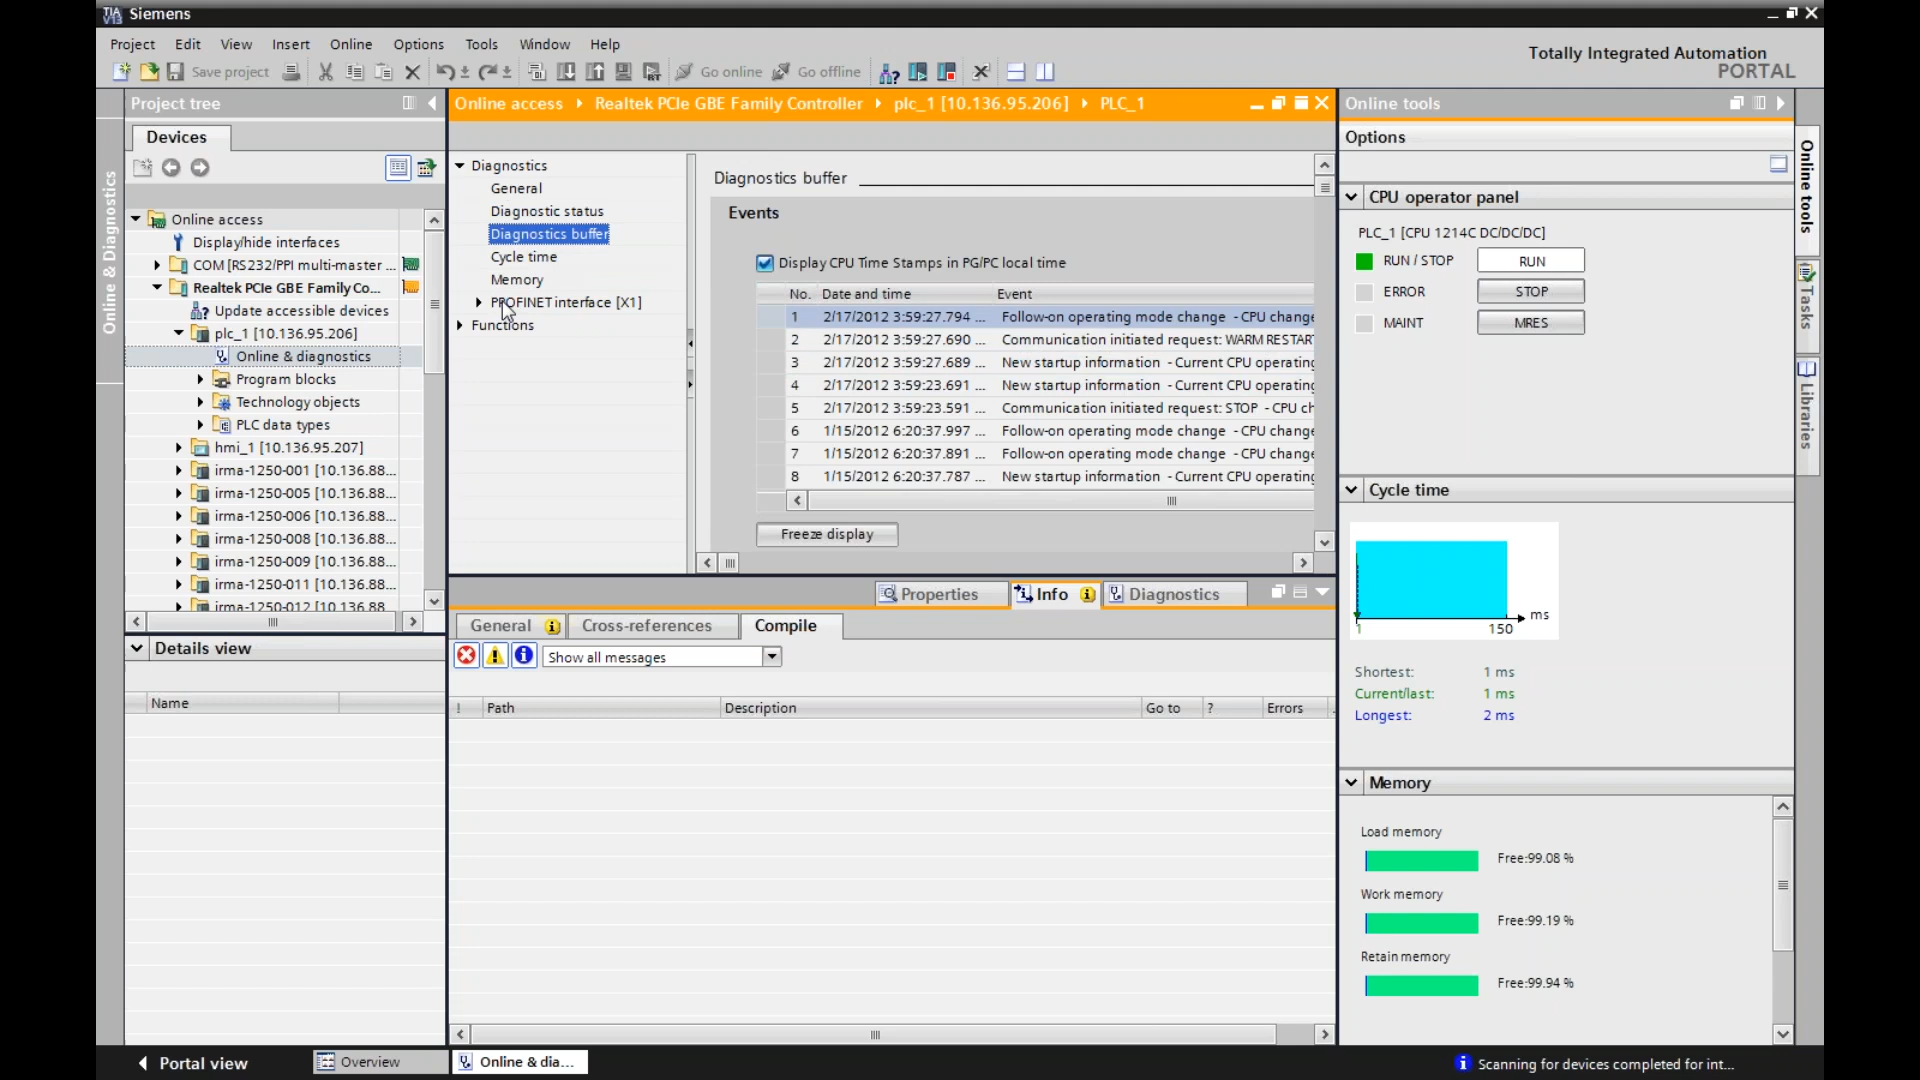 TIA V13 Siemens
Project Edit View Insert Online Options Tools Window Help
Totally Integrated Automation
PORTAL
Save project Go online Go offline
Project tree
Devices
Online & Diagnostics
Online access
Display/hide interfaces
COM [RS232/PPI multi-master ...
Realtek PCIe GBE Family Co...
Update accessible devices
plc_1 [10.136.95.206]
Online & diagnostics
Program blocks
Technology objects
PLC data types
hmi_1 [10.136.95.207]
irma-1250-001 [10.136.88...
irma-1250-005 [10.136.88...
irma-1250-006 [10.136.88...
irma-1250-008 [10.136.88...
irma-1250-009 [10.136.88...
irma-1250-011 [10.136.88...
irma-1250-012 [10.136.88
Details view
Name
Online access Realtek PCIe GBE Family Controller plc_1 [10.136.95.206] PLC_1
Diagnostics
General
Diagnostic status
Diagnostics buffer
Cycle time
Memory
PROFINET interface [X1]
Functions
Diagnostics buffer
Events
Display CPU Time Stamps in PG/PC local time
No. Date and time Event
1 2/17/2012 3:59:27.794 ... Follow-on operating mode change - CPU change
2 2/17/2012 3:59:27.690 ... Communication initiated request: WARM RESTAR
3 2/17/2012 3:59:27.689 ... New startup information - Current CPU operating
4 2/17/2012 3:59:23.691 ... New startup information - Current CPU operating
5 2/17/2012 3:59:23.591 ... Communication initiated request: STOP - CPU ch
6 1/15/2012 6:20:37.997 ... Follow-on operating mode change - CPU change
7 1/15/2012 6:20:37.891 ... Follow-on operating mode change - CPU change
8 1/15/2012 6:20:37.787 ... New startup information - Current CPU operating
Freeze display
Properties Info Diagnostics
General Cross-references Compile
Show all messages
! Path Description Go to ? Errors
Online tools
Options
CPU operator panel
PLC_1 [CPU 1214C DC/DC/DC]
RUN / STOP RUN
ERROR STOP
MAINT MRES
Cycle time
ms
1 150
Shortest: 1 ms
Current/last: 1 ms
Longest: 2 ms
Memory
Load memory
Free:99.08 %
Work memory
Free:99.19 %
Retain memory
Free:99.94 %
Online tools
Tasks
Libraries
Portal view Overview Online & dia... Scanning for devices completed for int...